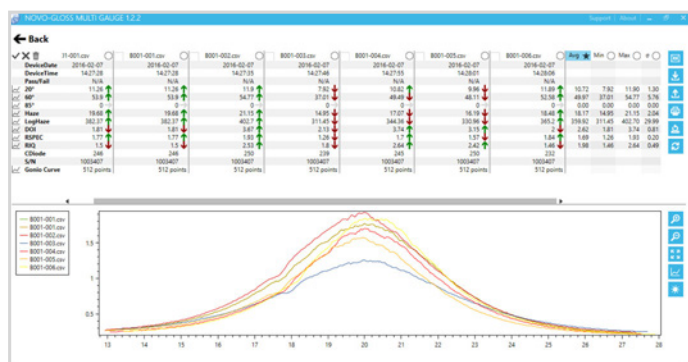 NOVO-GLOSS MULTI GAUGE 1.2.2 Support About
Back
J1-001.csv B001-001.csv B001-002.csv B001-003.csv B001-004.csv B001-005.csv B001-006.csv Avg Min Max σ
DeviceDate 2016-02-07 2016-02-07 2016-02-07 2016-02-07 2016-02-07 2016-02-07 2016-02-07
DeviceTime 14:27:28 14:27:28 14:27:35 14:27:46 14:27:55 14:28:01 14:28:06
Pass/Fail N/A N/A N/A N/A N/A N/A N/A
20° 11.26 11.26 11.9 7.92 10.82 9.96 11.89 10.72 7.92 11.90 1.30
60° 53.9 53.9 54.77 37.01 49.49 48.11 52.58 49.97 37.01 54.77 5.76
85° 0 0 0 0 0 0 0 0.00 0.00 0.00 0.00
Haze 19.68 19.68 21.15 14.95 17.07 16.19 18.48 18.17 14.95 21.15 2.04
LogHaze 382.37 382.37 402.7 311.45 344.36 330.96 365.2 359.92 311.45 402.70 29.99
DOI 1.81 1.81 3.67 2.13 3.74 3.15 2 2.62 1.81 3.74 0.81
RSPEC 1.77 1.77 1.93 1.26 1.7 1.57 1.84 1.69 1.26 1.93 0.20
RIQ 1.5 1.5 2.53 1.8 2.64 2.42 1.46 1.98 1.46 2.64 0.49
CDiode 246 246 250 239 245 250 232
S/N 1003407 1003407 1003407 1003407 1003407 1003407 1003407
Gonio Curve 512 points 512 points 512 points 512 points 512 points 512 points 512 points
B001-001.csv
B001-001.csv
B001-002.csv
B001-003.csv
B001-004.csv
B001-005.csv
B001-006.csv
1.5
1
0.5
13 14 15 16 17 18 19 20 21 22 23 24 25 26 27 28